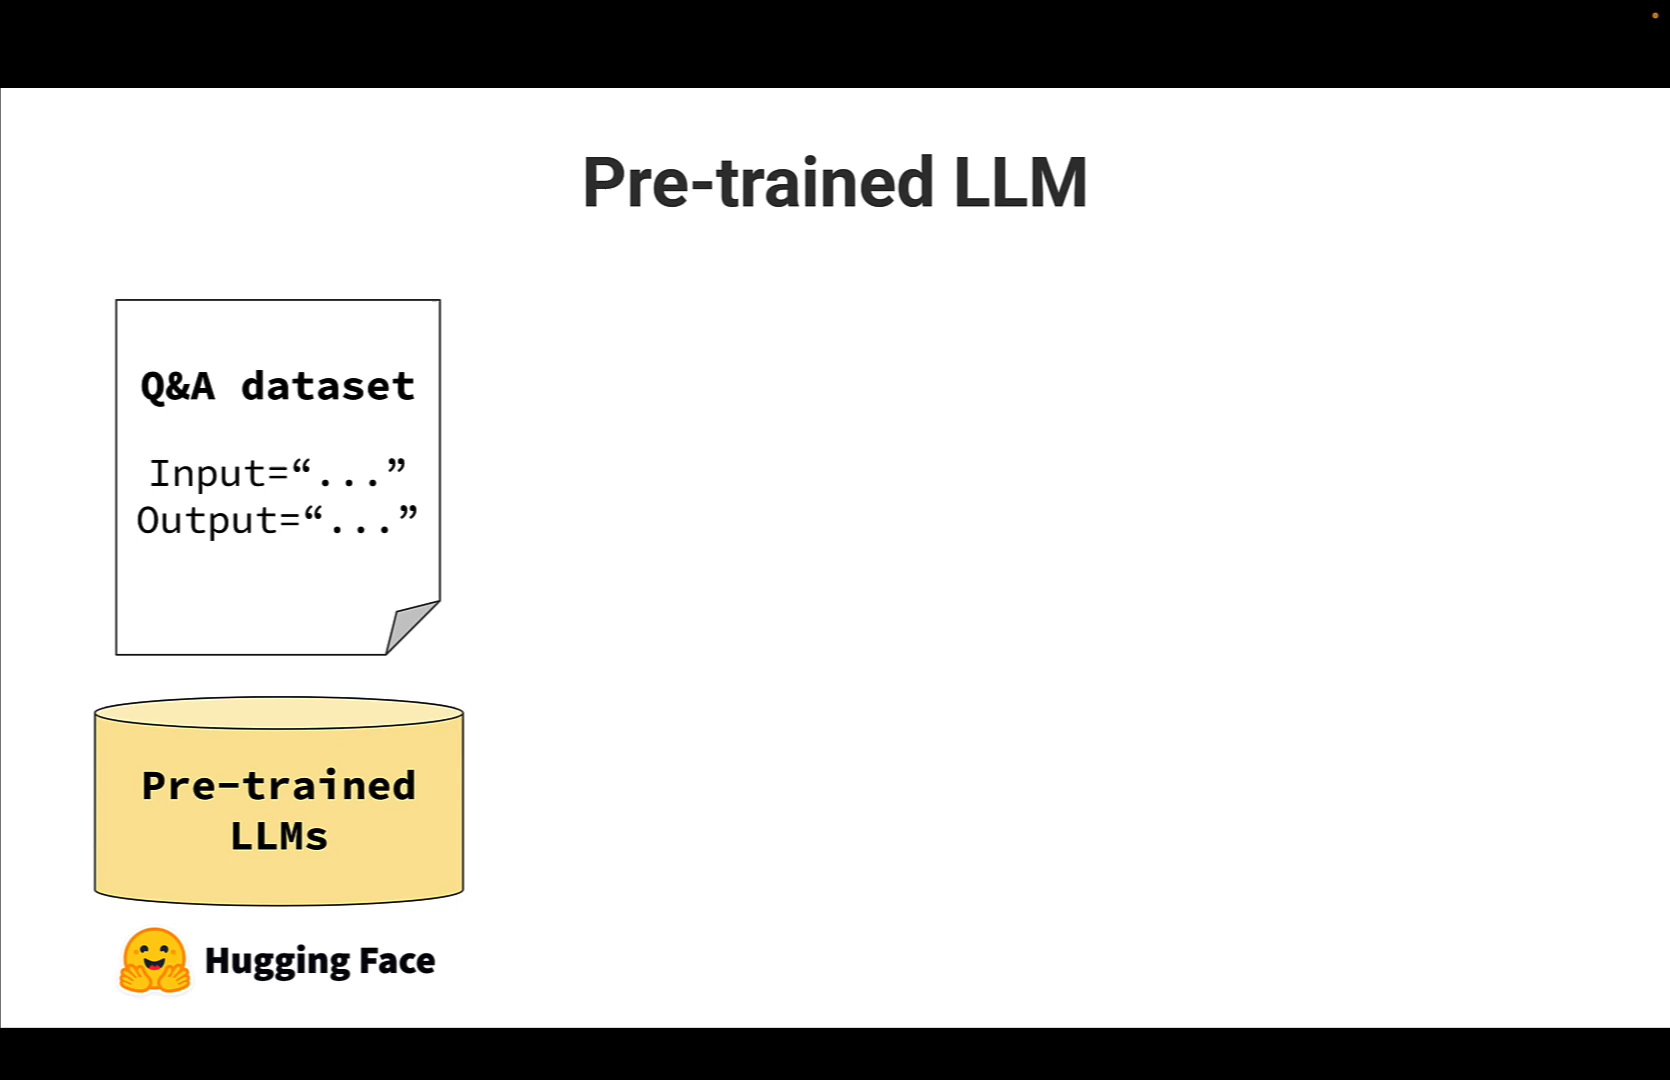 Pre-trained LLM
Q&A dataset
Input=“...”
Output=“...”
Pre-trained
LLMs
Hugging Face